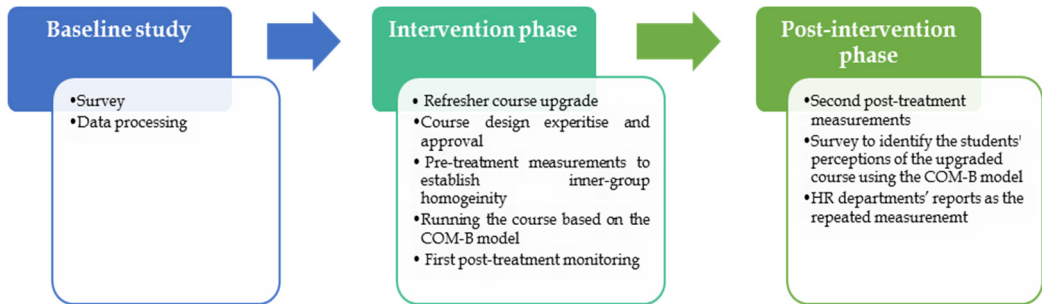 Baseline study
•Survey
•Data processing
Intervention phase
• Refresher course upgrade
•Course design expertise and
approval
• Pre-treatment measurements to
establish inner-group
homogeinity
•Running the course based on the
COM-B model
• First post-treatment monitoring
Post-intervention
phase
•Second post-treatment
measurements
•Survey to identify the students'
perceptions of the upgraded
course using the COM-B model
•HR departments’ reports as the
repeated measurenemt